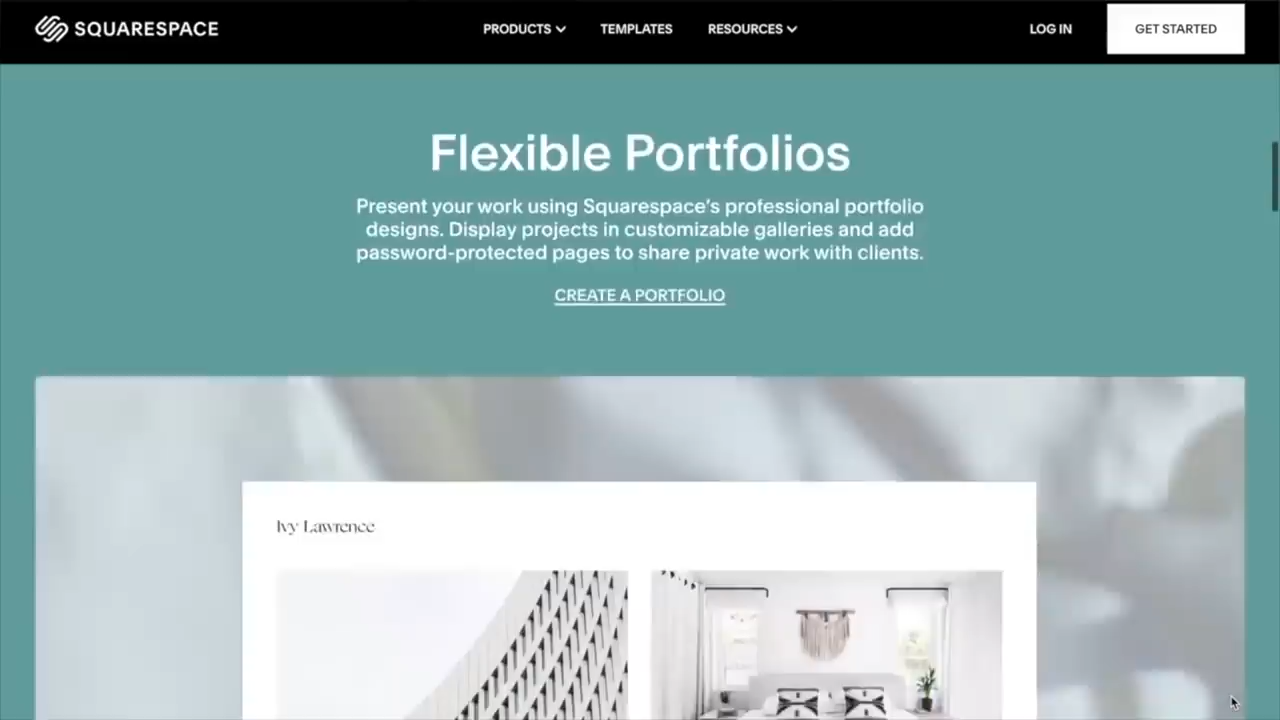 SQUARESPACE
PRODUCTS
TEMPLATES
RESOURCES
LOG IN
GET STARTED
Flexible Portfolios
Present your work using Squarespace's professional portfolio
designs. Display projects in customizable galleries and add
password-protected pages to share private work with clients.
CREATE A PORTFOLIO
Ivy Lawrence